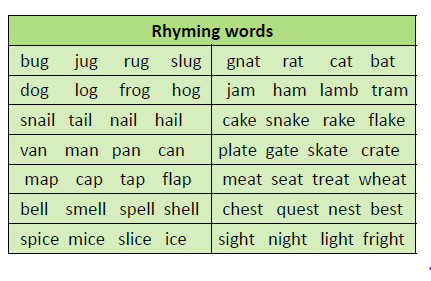 Rhyming words
bug jug rug slug gnat rat cat bat
dog log frog hog jam ham lamb tram
snail tail nail hail cake snake rake flake
van man pan can plate gate skate crate
map cap tap flap meat seat treat wheat
bell smell spell shell chest quest nest best
spice mice slice ice sight night light fright